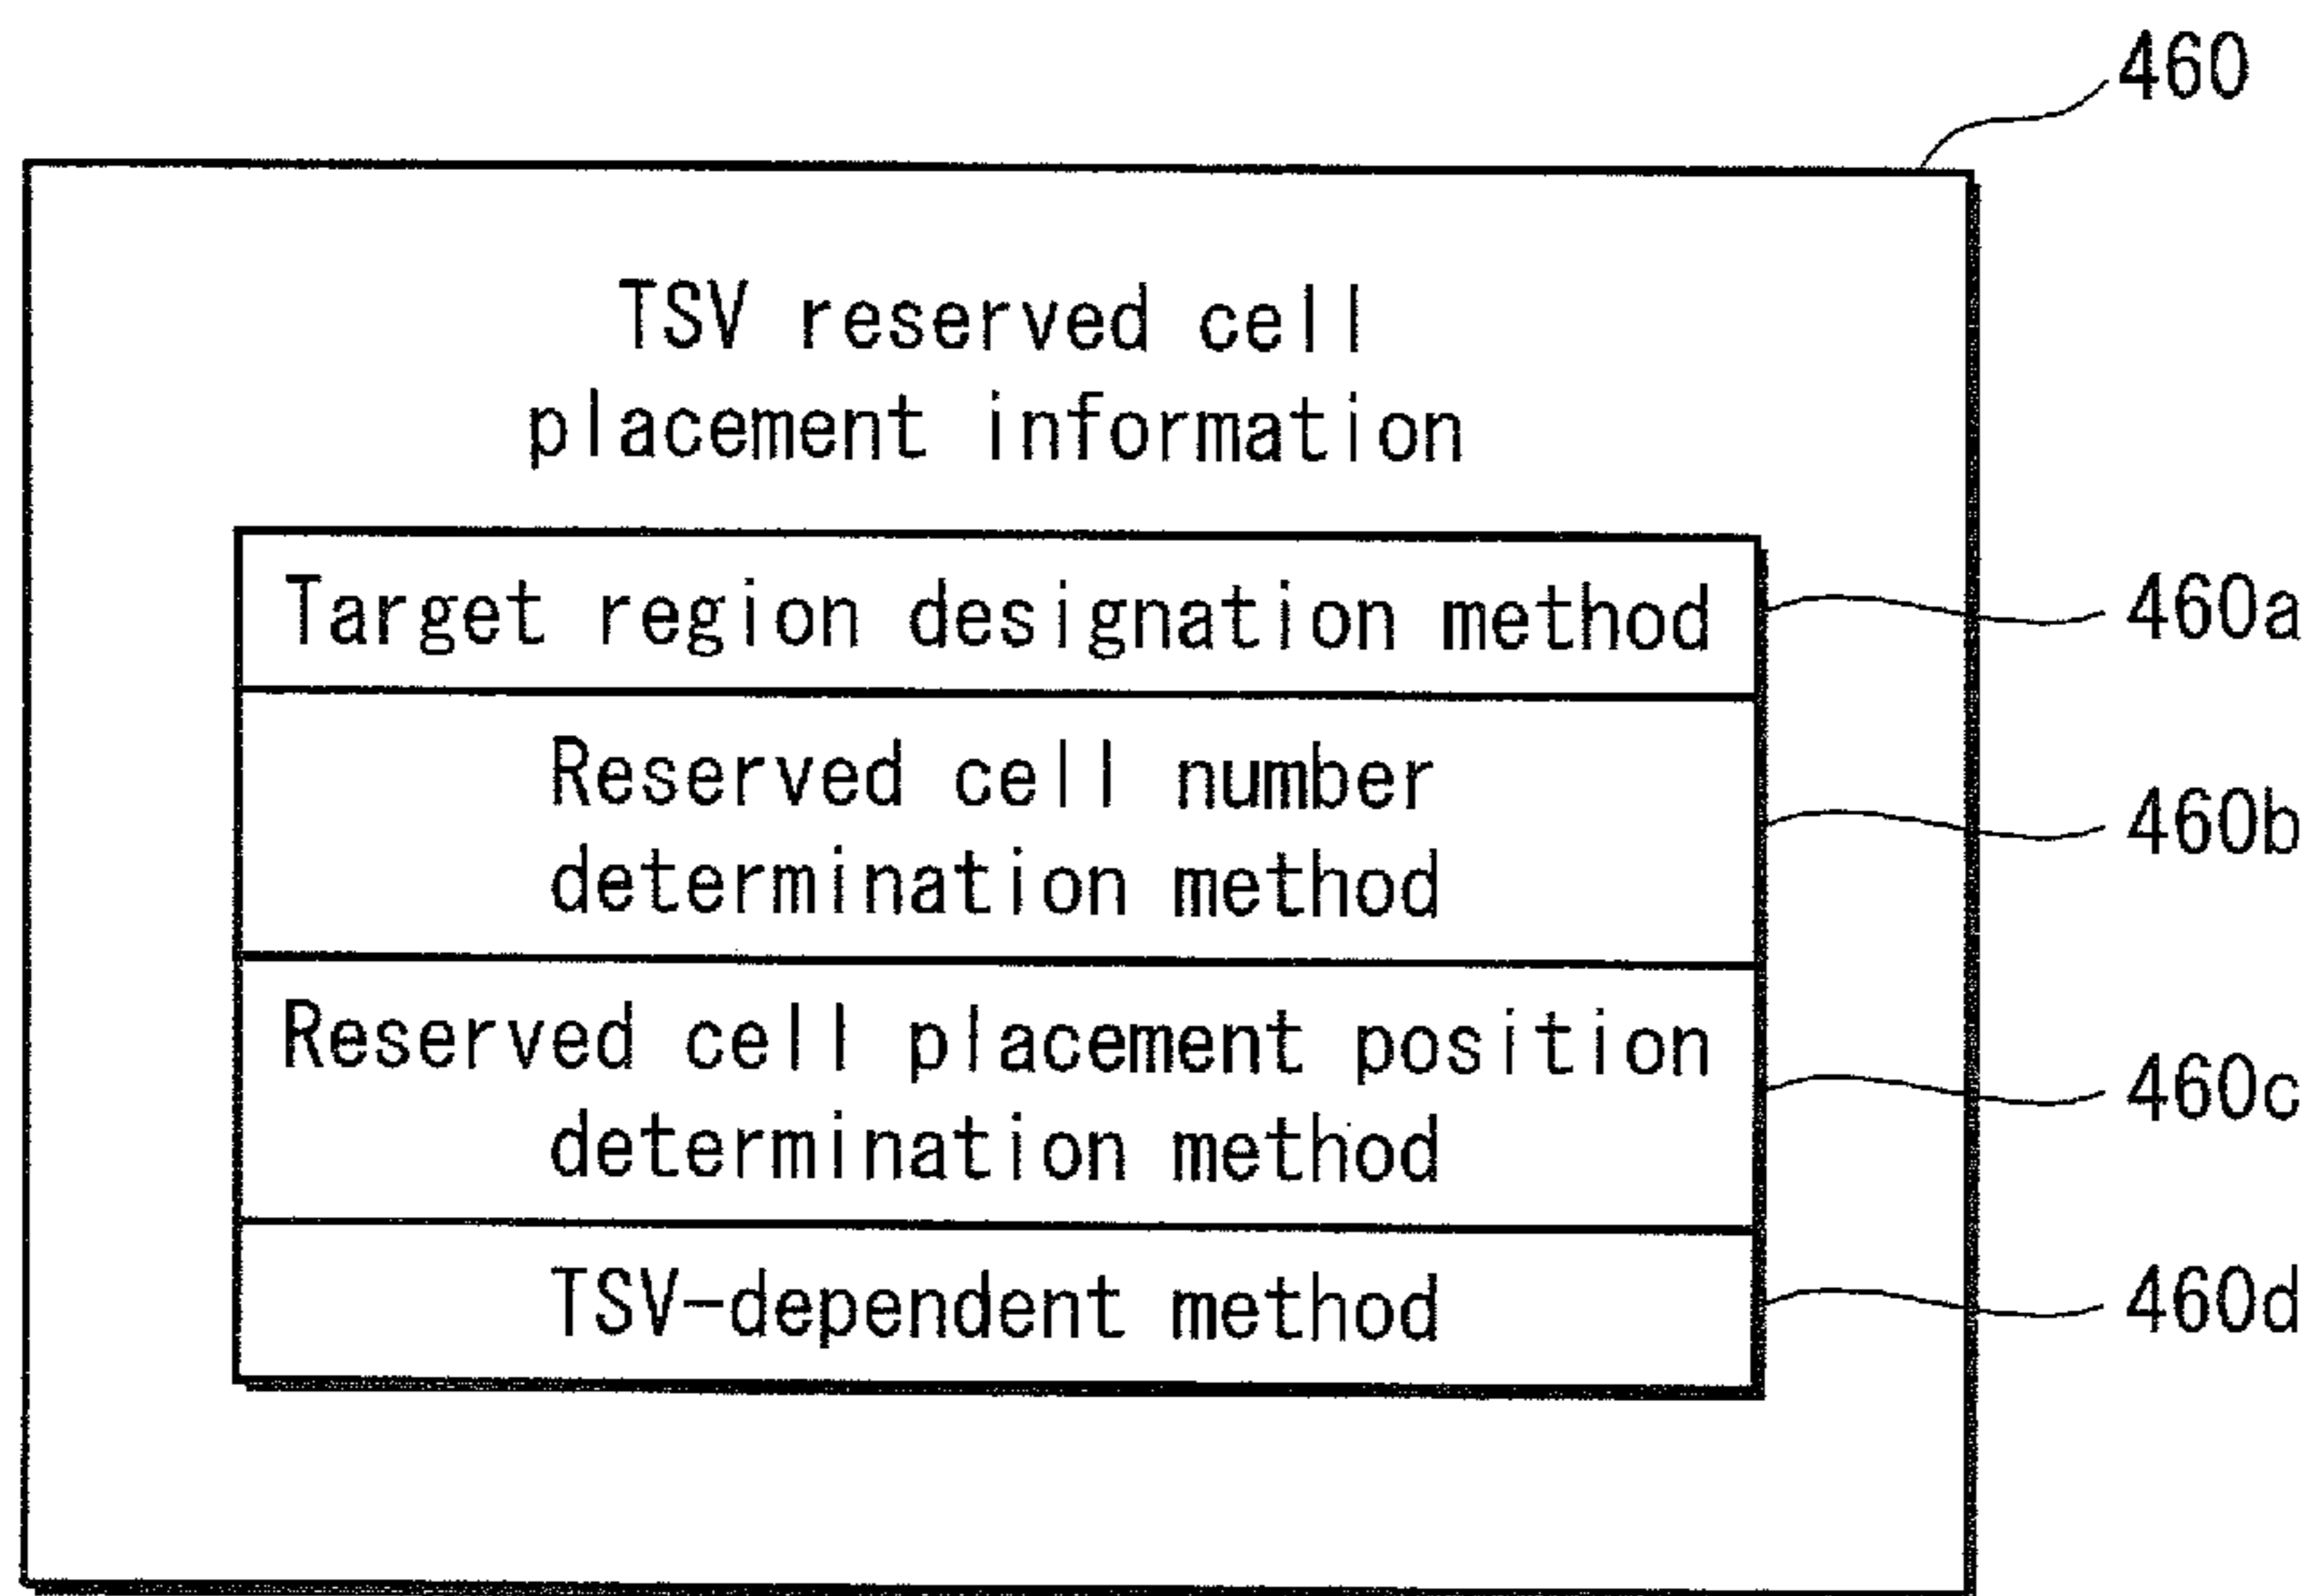 460
TSV reserved cell
placement information
Target region designation method
460a
Reserved cell number
determination method
460b
Reserved cell placement position
determination method
460c
TSV-dependent method
460d